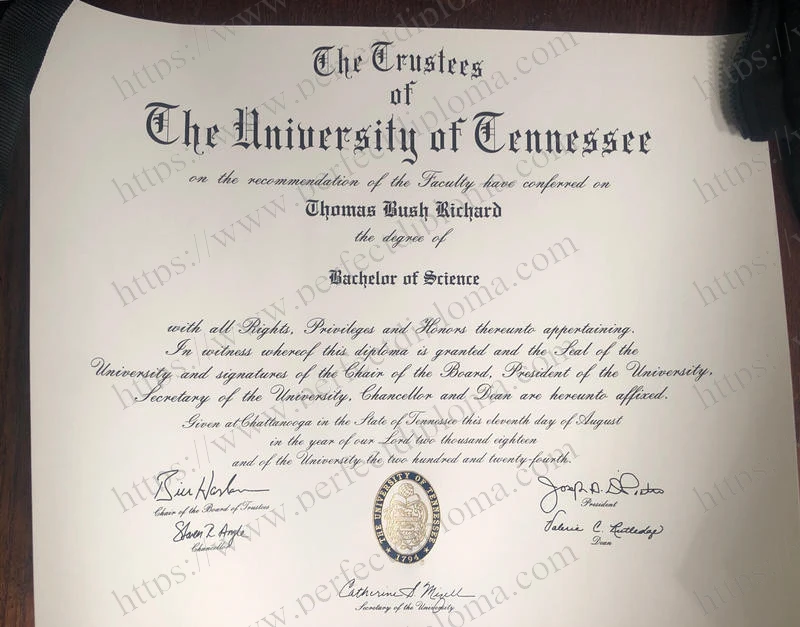 The Trustees
of
The University of Tennessee
on the recommendation of the Faculty have conferred on
Thomas Bush Richard
the degree of
Bachelor of Science
with all Rights, Privileges and Honors thereunto appertaining.
In witness whereof this diploma is granted and the Seal of the
University and signatures of the Chair of the Board, President of the University,
Secretary of the University, Chancellor and Dean are hereunto affixed.
Given at Chattanooga in the State of Tennessee this eleventh day of August
in the year of our Lord two thousand eighteen
and of the University the two hundred and twenty-fourth.
Chair of the Board of Trustees
Steven R Angle
Chancellor
THE UNIVERSITY OF TENNESSEE
1794
President
Valerie C. Rutledge
Dean
Catherine S. Mizell
Secretary of the University
https://www.perfectdiploma.com